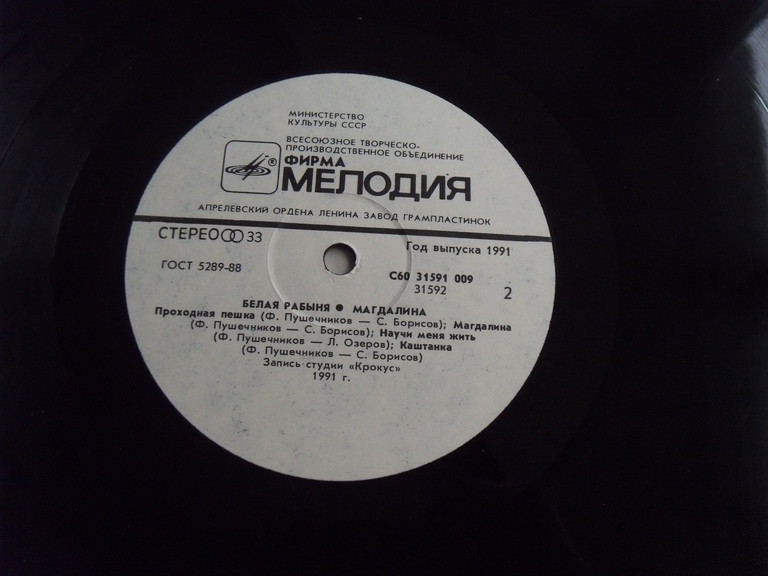 МИНИСТЕРСТВО
КУЛЬТУРЫ СССР
ВСЕСОЮЗНОЕ ТВОРЧЕСКО-
ПРОИЗВОДСТВЕННОЕ ОБЪЕДИНЕНИЕ
® ФИРМА
МЕЛОДИЯ
АПРЕЛЕВСКИЙ ОРДЕНА ЛЕНИНА ЗАВОД ГРАМПЛАСТИНОК
СТЕРЕО 33
Год выпуска 1991
ГОСТ 5289-88
С60 31591 009
31592
2
БЕЛАЯ РАБЫНЯ ● МАГДАЛИНА
Проходная пешка (Ф. Пушечников — С. Борисов); Магдалина
(Ф. Пушечников — С. Борисов); Научи меня жить
(Ф. Пушечников — Л. Озеров); Каштанка
(Ф. Пушечников — С. Борисов)
Запись студии «Крокус»
1991 г.